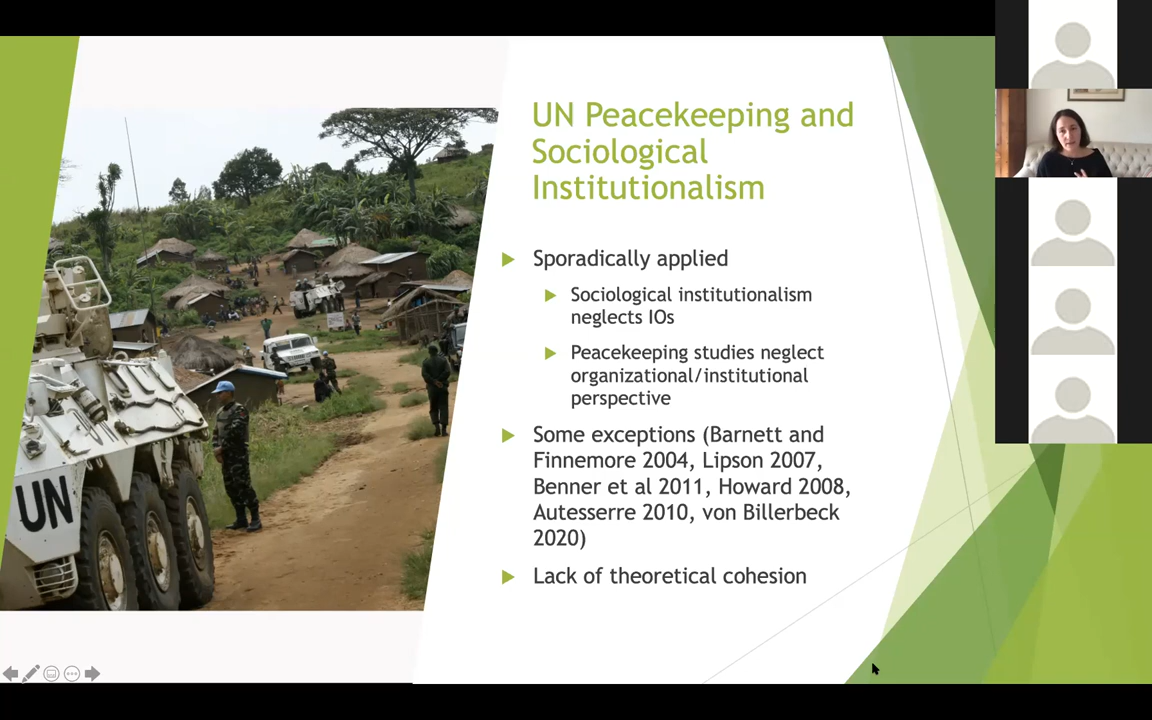 UN Peacekeeping and
Sociological
Institutionalism
Sporadically applied
Sociological institutionalism
neglects IOs
Peacekeeping studies neglect
organizational/institutional
perspective
Some exceptions (Barnett and
Finnemore 2004, Lipson 2007,
Benner et al 2011, Howard 2008,
Autesserre 2010, von Billerbeck
2020)
Lack of theoretical cohesion
UN